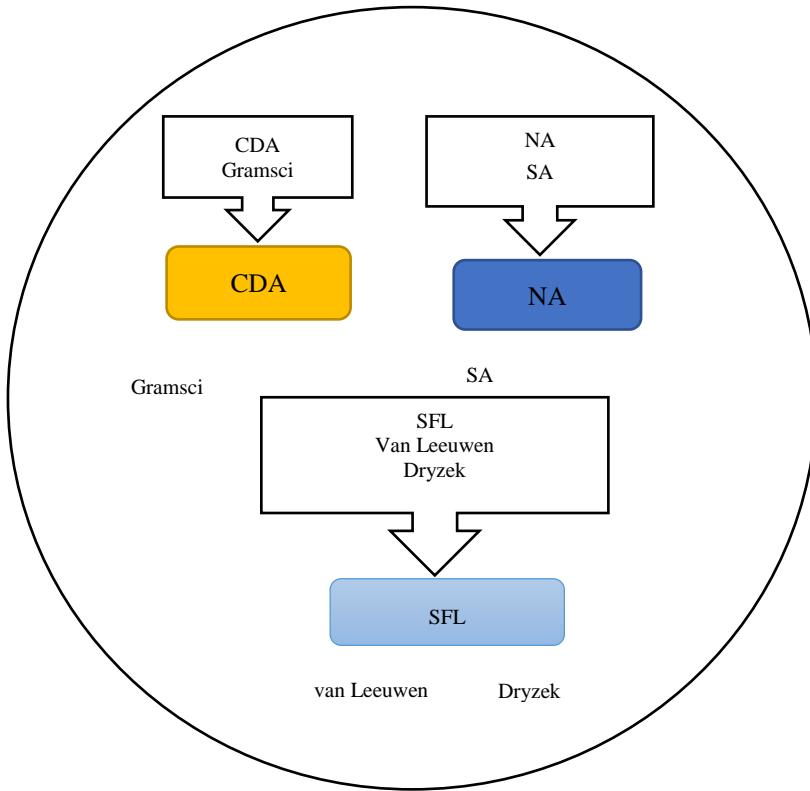 CDA
Gramsci
NA
SA
CDA
NA
Gramsci
SA
SFL
Van Leeuwen
Dryzek
SFL
van Leeuwen
Dryzek